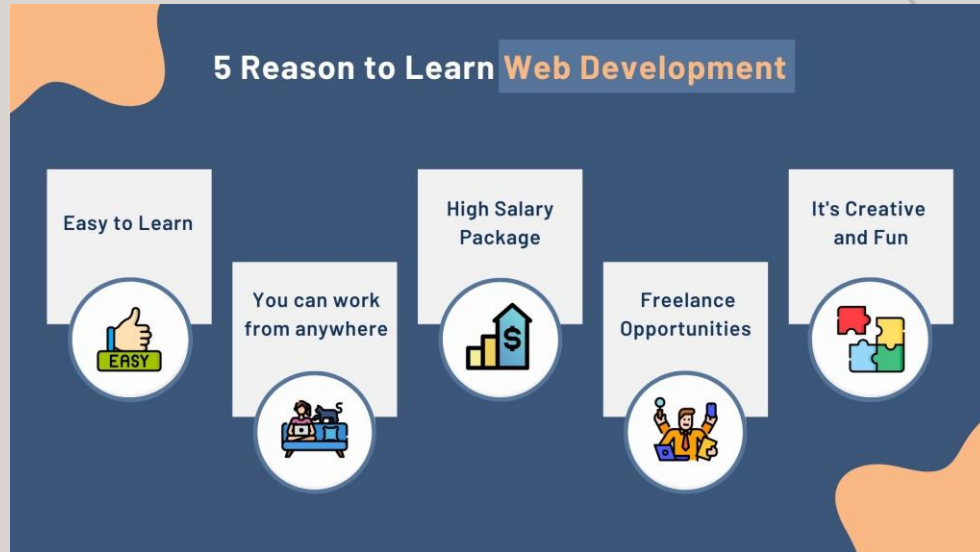 5 Reason to Learn Web Development
Easy to Learn
EASY
You can work
from anywhere
High Salary
Package
$
Freelance
Opportunities
It's Creative
and Fun